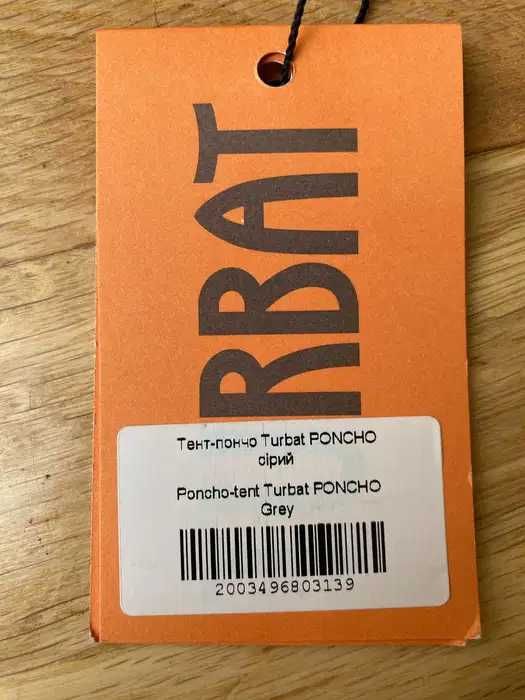 RBAT
Тент-пончо Turbat PONCHO
сірий
Poncho-tent Turbat PONCHO
Grey
2003496803139